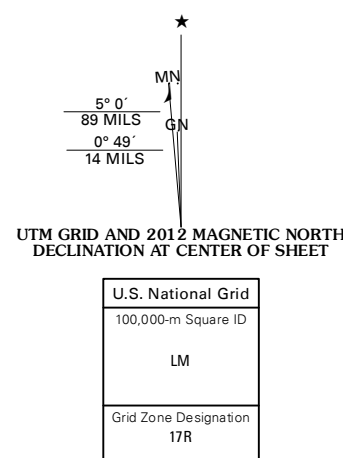 ★
MN
5° 0´
89 MILS
GN
0° 49´
14 MILS
UTM GRID AND 2012 MAGNETIC NORTH
DECLINATION AT CENTER OF SHEET
U.S. National Grid
100,000-m Square ID
LM
Grid Zone Designation
17R